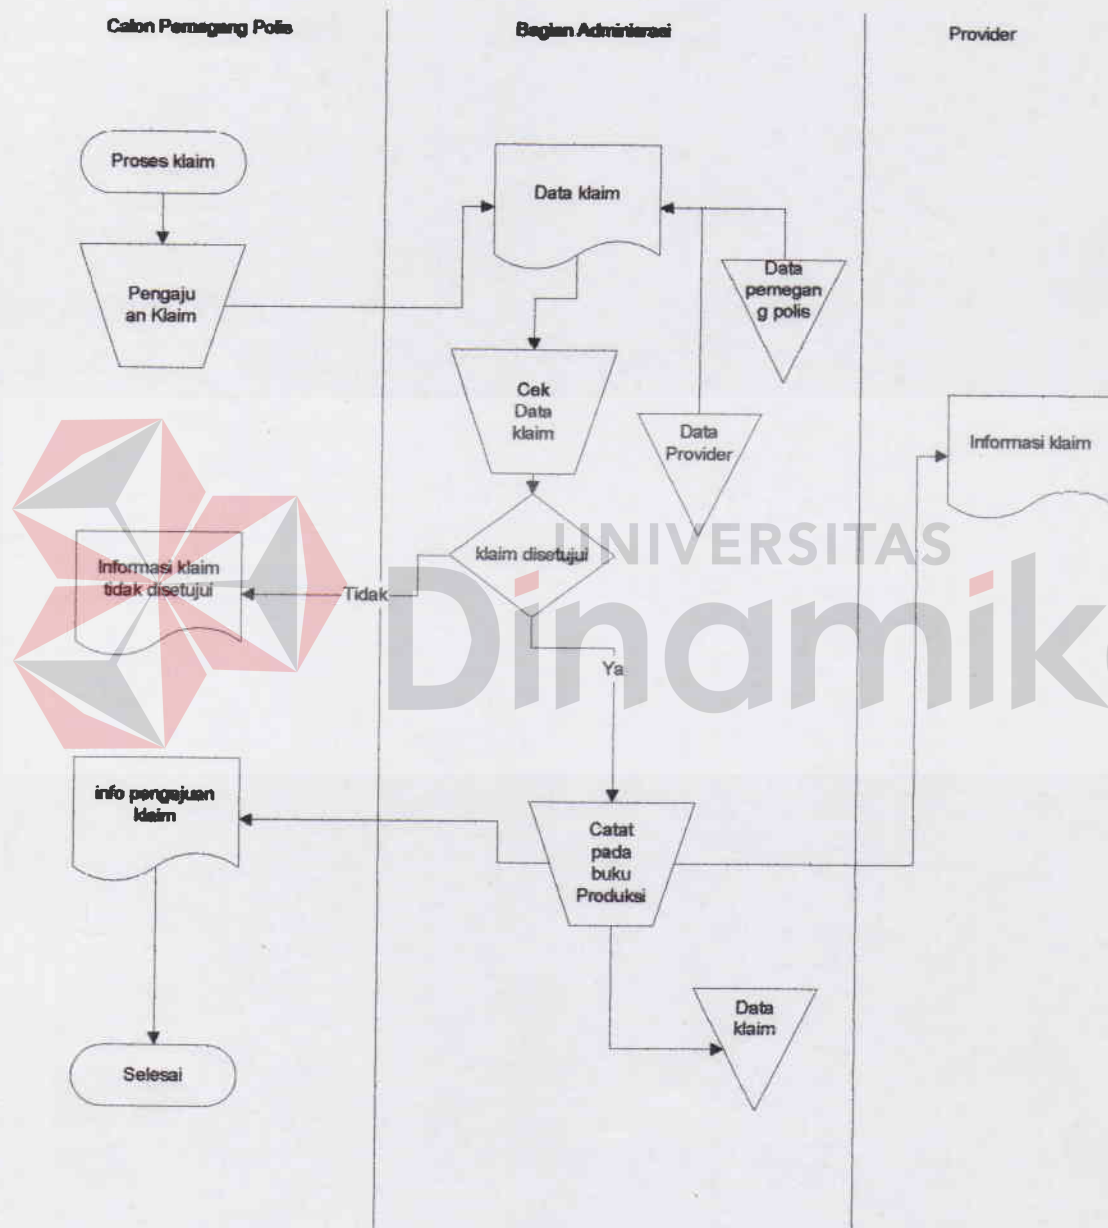 Calon Pemegang Polis
Bagian Adminisrasi
Provider
Proses klaim
Data klaim
Pengaju
an Klaim
Data
pemegan
g polis
Cek
Data
klaim
Data
Provider
Informasi klaim
klaim disetujui
Informasi klaim
tidak disetujui
Tidak
Ya
UNIVERSITAS
Dinamika
info pengajuan
klaim
Catat
pada
buku
Produksi
Data
klaim
Selesai